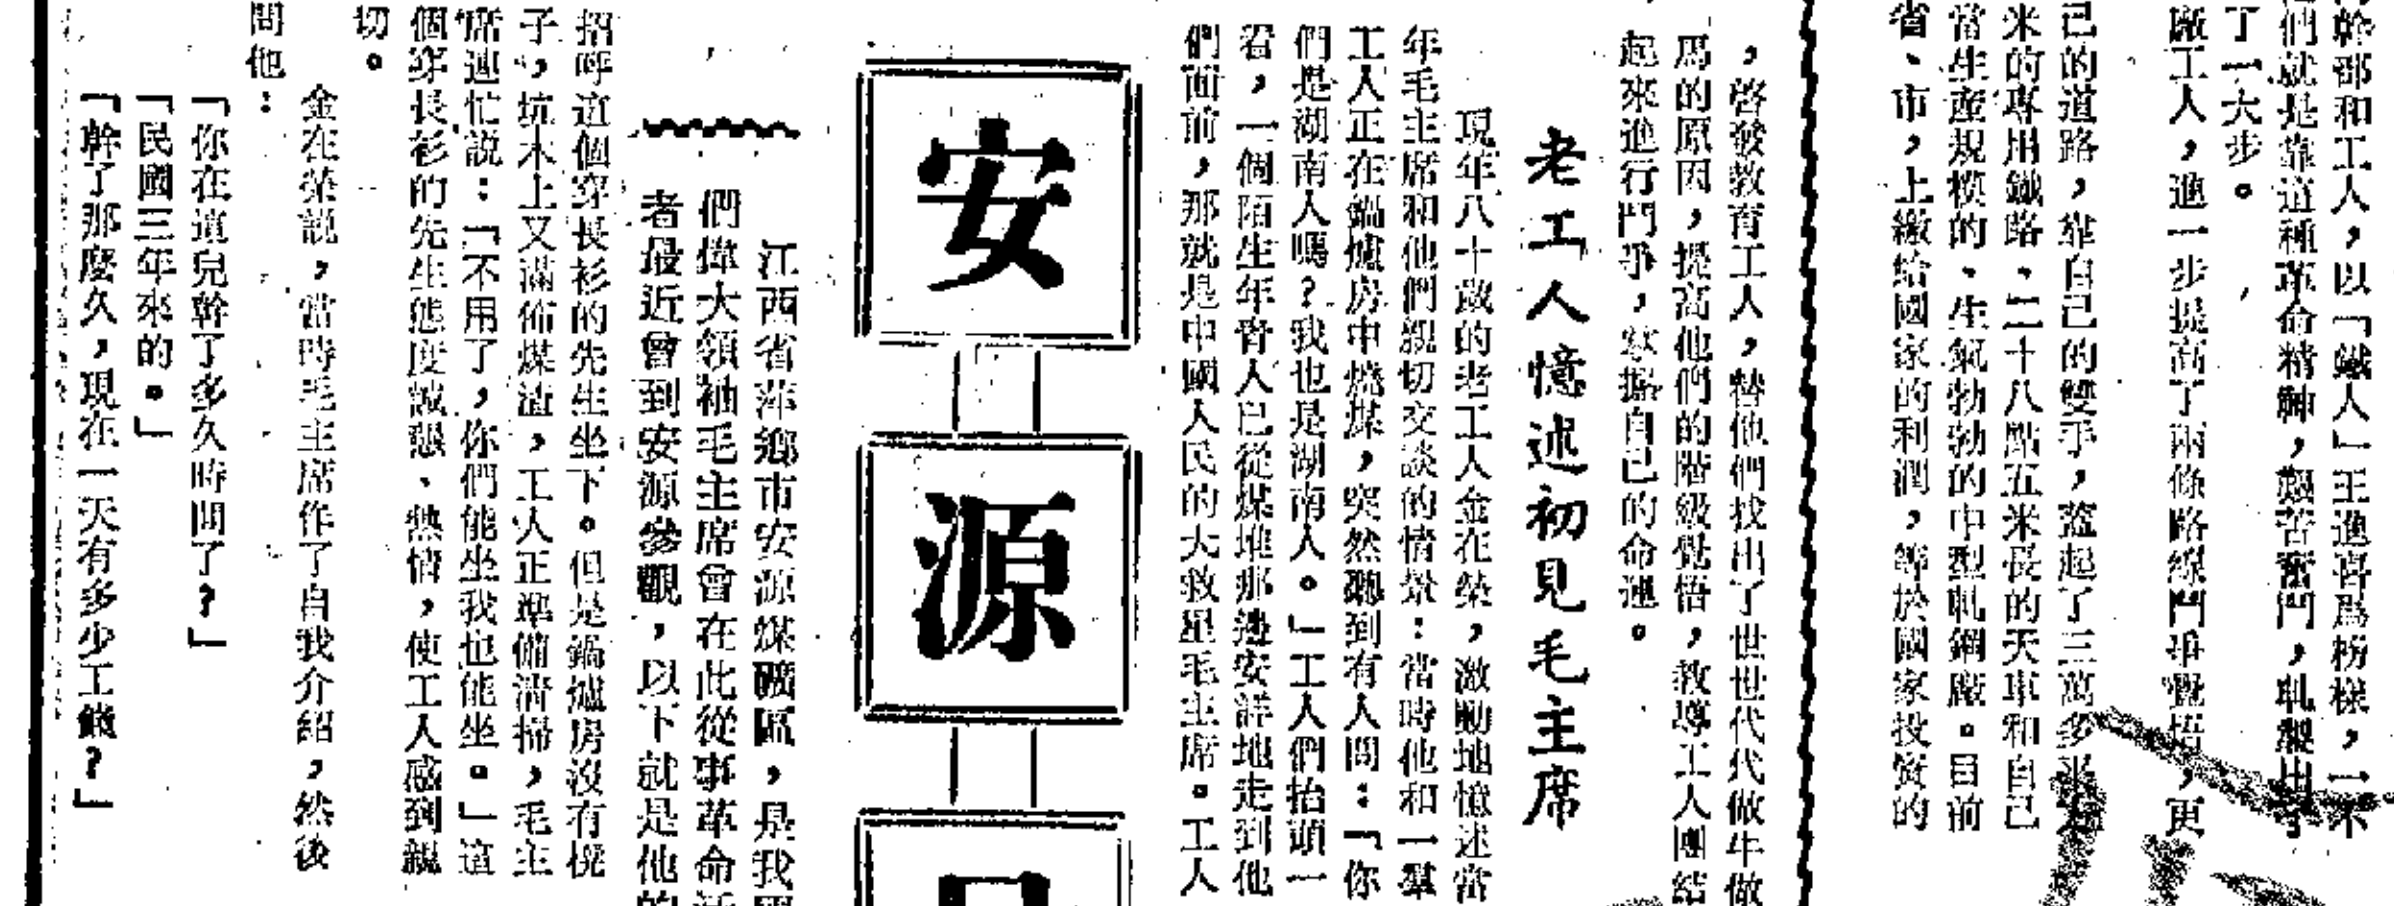 幹部和工人，以「鐵人」王進喜爲榜樣，一不
們就是靠這種革命精神，艱苦奮鬥，軋製出
了一大步。
廠工人，進一步提高了兩條路線鬥爭覺悟，更
己的道路，靠自己的雙手，蓋起了三萬多
米的專用鐵路、二十八點五米長的天車和自己
當生產規模的、生氣勃勃的中型軋鋼廠。目前
省、市，上繳給國家的利潤，等於國家投資的
，啓發教育工人，替他們找出了世世代代做牛做
馬的原因，提高他們的階級覺悟，教導工人團結
起來進行鬥爭，掌握自己的命運。
老工人憶述初見毛主席
現年八十歲的老工人金在榮，激動地憶述當
年毛主席和他們親切交談的情景：當時他和一羣
工人正在鍋爐房中燒煤，突然聽到有人問：「你
們是湖南人嗎？我也是湖南人。」工人們抬頭一
看，一個陌生年青人已從煤堆那邊安詳地走到他
們面前，那就是中國人民的大救星毛主席。工人
安源
江西省萍鄉市安源煤礦區，是我
們偉大領袖毛主席曾在此從事革命活
者最近曾到安源參觀，以下就是他的
招呼這個穿長衫的先生坐下。但是鍋爐房沒有櫈
子，坑木上又滿佈煤渣，工人正準備清掃，毛主
席連忙說：「不用了，你們能坐我也能坐。」這
個穿長衫的先生態度誠懇、熱情，使工人感到親
切。
金在榮說，當時毛主席作了自我介紹，然後
問他：
「你在這兒幹了多久時間了？」
「民國三年來的。」
「幹了那麼久，現在一天有多少工錢？」